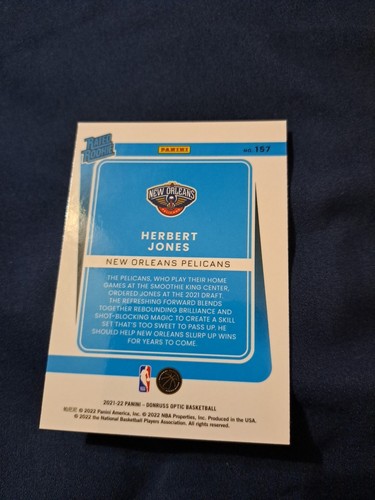 RATED ROOKIE
PANINI
NO. 157
NEW ORLEANS
PELICANS
HERBERT
JONES
NEW ORLEANS PELICANS
THE PELICANS, WHO PLAY THEIR HOME
GAMES AT THE SMOOTHIE KING CENTER,
ORDERED JONES AT THE 2021 DRAFT.
THE REFRESHING FORWARD BLENDS
TOGETHER REBOUNDING BRILLIANCE AND
SHOT-BLOCKING MAGIC TO CREATE A SKILL
SET THAT'S TOO SWEET TO PASS UP. HE
SHOULD HELP NEW ORLEANS SLURP UP WINS
FOR YEARS TO COME.
NBA
2021-22 PANINI – DONRUSS OPTIC BASKETBALL
© 2022 Panini America, Inc. © 2022 NBA Properties, Inc. Produced in the USA.
© 2022 the National Basketball Players Association. All rights reserved.